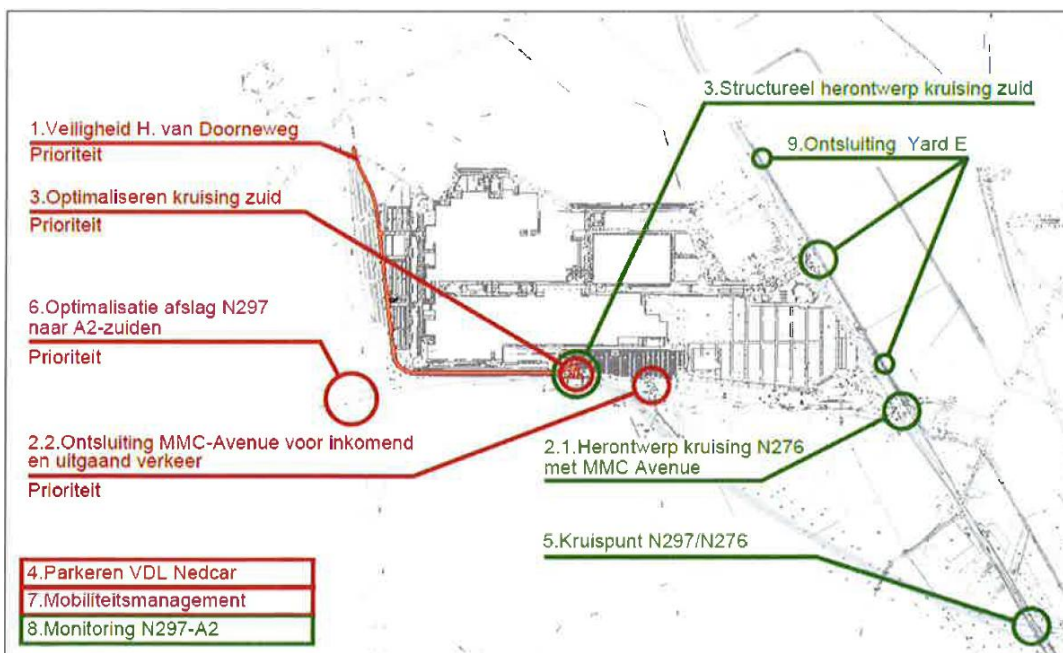 3.Structureel herontwerp kruising zuid
1.Veiligheid H. van Doorneweg
Prioriteit
9.Ontsluiting Yard E
3.Optimaliseren kruising zuid
Prioriteit
6.Optimalisatie afslag N297
naar A2-zuiden
Prioriteit
2.2.Ontsluiting MMC-Avenue voor inkomend
en uitgaand verkeer
Prioriteit
2.1.Herontwerp kruising N276
met MMC Avenue
5.Kruispunt N297/N276
4.Parkeren VDL Nedcar
7.Mobiliteitsmanagement
8.Monitoring N297-A2